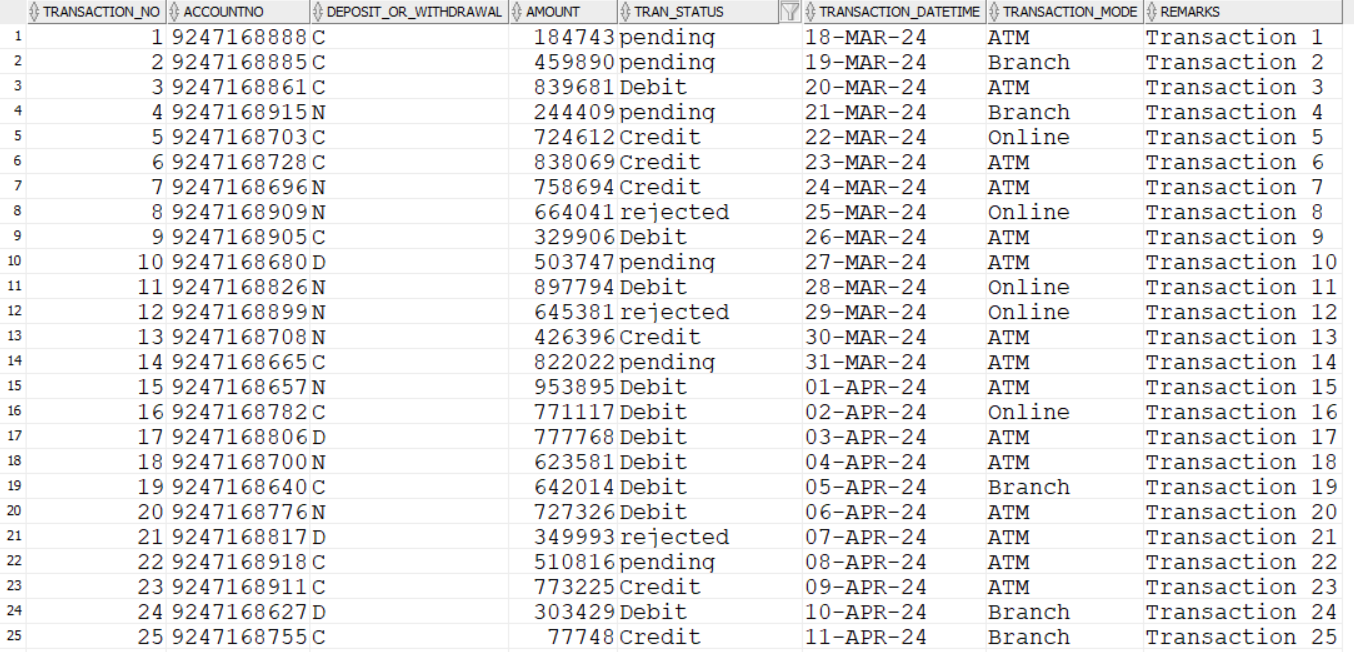 TRANSACTION_NO ACCOUNTNO DEPOSIT_OR_WITHDRAWAL AMOUNT TRAN_STATUS TRANSACTION_DATETIME TRANSACTION_MODE REMARKS
1 1 9247168888 C 184743 pending 18-MAR-24 ATM Transaction 1
2 2 9247168885 C 459890 pending 19-MAR-24 Branch Transaction 2
3 3 9247168861 C 839681 Debit 20-MAR-24 ATM Transaction 3
4 4 9247168915 N 244409 pending 21-MAR-24 Branch Transaction 4
5 5 9247168703 C 724612 Credit 22-MAR-24 Online Transaction 5
6 6 9247168728 C 838069 Credit 23-MAR-24 ATM Transaction 6
7 7 9247168696 N 758694 Credit 24-MAR-24 ATM Transaction 7
8 8 9247168909 N 664041 rejected 25-MAR-24 Online Transaction 8
9 9 9247168905 C 329906 Debit 26-MAR-24 ATM Transaction 9
10 10 9247168680 D 503747 pending 27-MAR-24 ATM Transaction 10
11 11 9247168826 N 897794 Debit 28-MAR-24 Online Transaction 11
12 12 9247168899 N 645381 rejected 29-MAR-24 Online Transaction 12
13 13 9247168708 N 426396 Credit 30-MAR-24 ATM Transaction 13
14 14 9247168665 C 822022 pending 31-MAR-24 ATM Transaction 14
15 15 9247168657 N 953895 Debit 01-APR-24 ATM Transaction 15
16 16 9247168782 C 771117 Debit 02-APR-24 Online Transaction 16
17 17 9247168806 D 777768 Debit 03-APR-24 ATM Transaction 17
18 18 9247168700 N 623581 Debit 04-APR-24 ATM Transaction 18
19 19 9247168640 C 642014 Debit 05-APR-24 Branch Transaction 19
20 20 9247168776 N 727326 Debit 06-APR-24 ATM Transaction 20
21 21 9247168817 D 349993 rejected 07-APR-24 ATM Transaction 21
22 22 9247168918 C 510816 pending 08-APR-24 ATM Transaction 22
23 23 9247168911 C 773225 Credit 09-APR-24 ATM Transaction 23
24 24 9247168627 D 303429 Debit 10-APR-24 Branch Transaction 24
25 25 9247168755 C 77748 Credit 11-APR-24 Branch Transaction 25